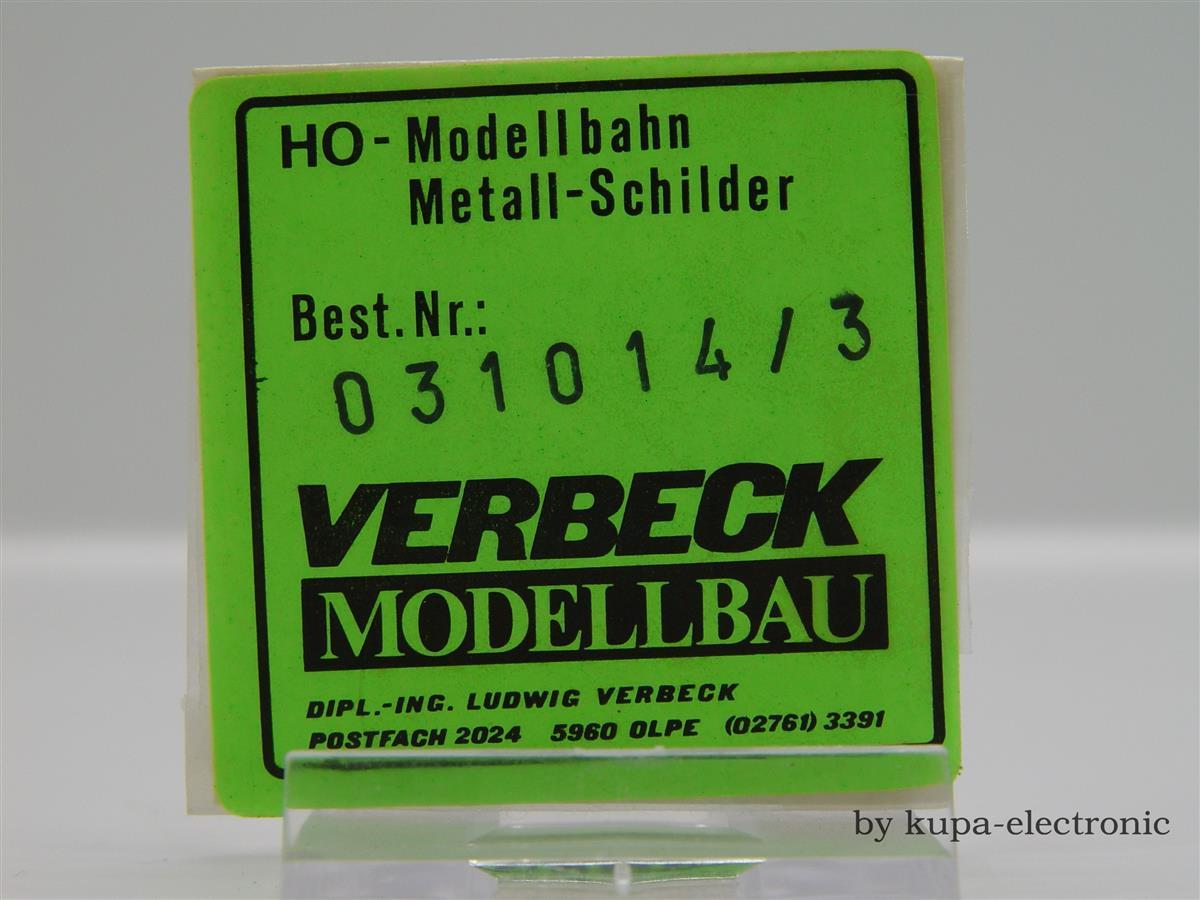 HO-Modellbahn
Metall-Schilder
Best.Nr.:
031014/3
VERBECK
MODELLBAU
DIPL.-ING. LUDWIG VERBECK
POSTFACH 2024 5960 OLPE (02761) 3391
by kupa-electronic